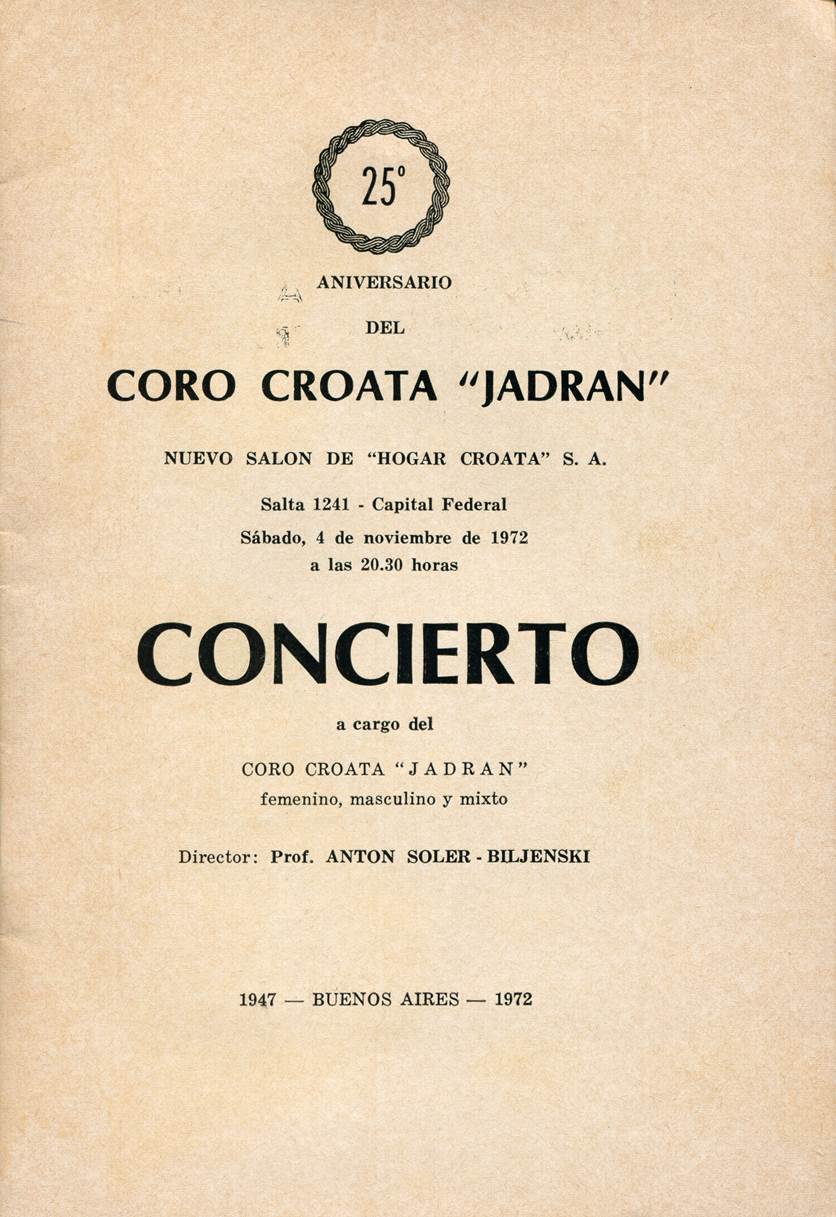 25º
ANIVERSARIO
DEL
CORO CROATA "JADRAN"
NUEVO SALON DE "HOGAR CROATA" S. A.
Salta 1241 - Capital Federal
Sábado, 4 de noviembre de 1972
a las 20.30 horas
CONCIERTO
a cargo del
CORO CROATA "JADRAN"
femenino, masculino y mixto
Director: Prof. ANTON SOLER - BILJENSKI
1947 — BUENOS AIRES — 1972